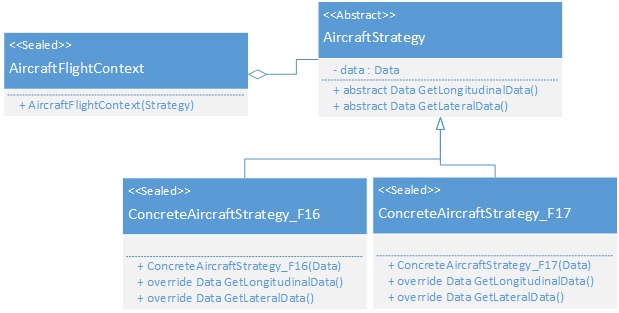 <<Sealed>>
AircraftFlightContext
+ AircraftFlightContext(Strategy)
<<Abstract>>
AircraftStrategy
- data : Data
+ abstract Data GetLongitudinalData()
+ abstract Data GetLateralData()
<<Sealed>>
ConcreteAircraftStrategy_F16
+ ConcreteAircraftStrategy_F16(Data)
+ override Data GetLongitudinalData()
+ override Data GetLateralData()
<<Sealed>>
ConcreteAircraftStrategy_F17
+ ConcreteAircraftStrategy_F17(Data)
+ override Data GetLongitudinalData()
+ override Data GetLateralData()